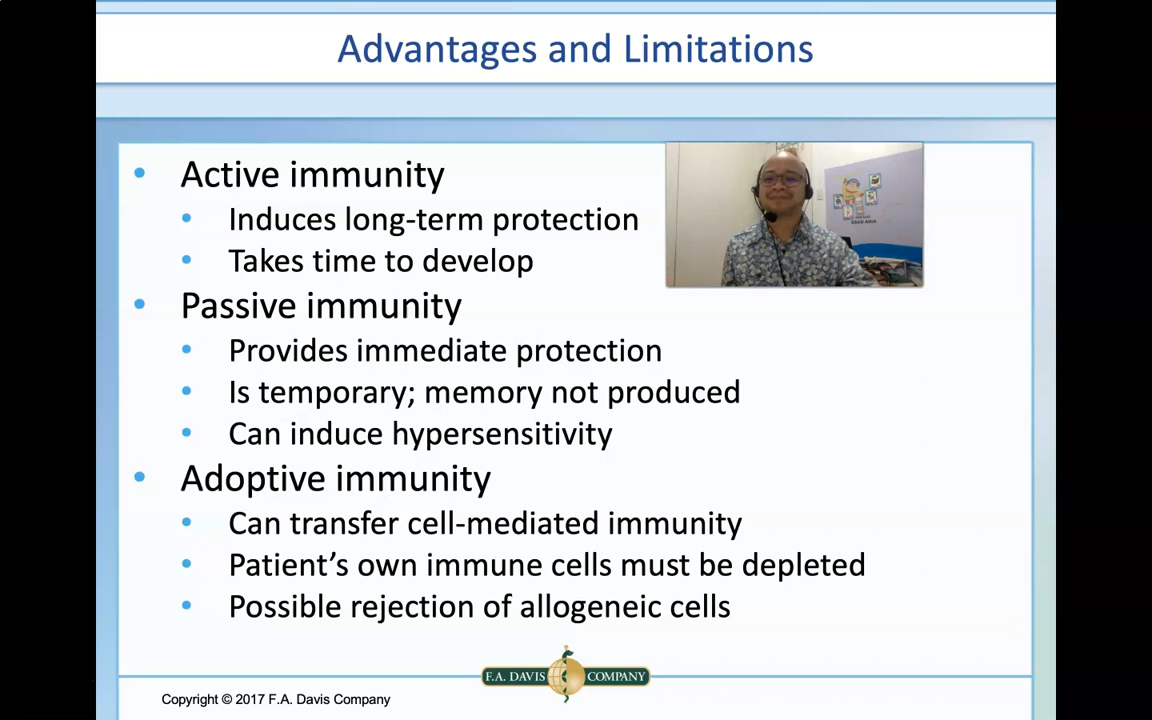 Advantages and Limitations
• Active immunity
• Induces long-term protection
• Takes time to develop
• Passive immunity
• Provides immediate protection
• Is temporary; memory not produced
• Can induce hypersensitivity
• Adoptive immunity
• Can transfer cell-mediated immunity
• Patient’s own immune cells must be depleted
• Possible rejection of allogeneic cells
F.A. DAVIS COMPANY
Copyright © 2017 F.A. Davis Company